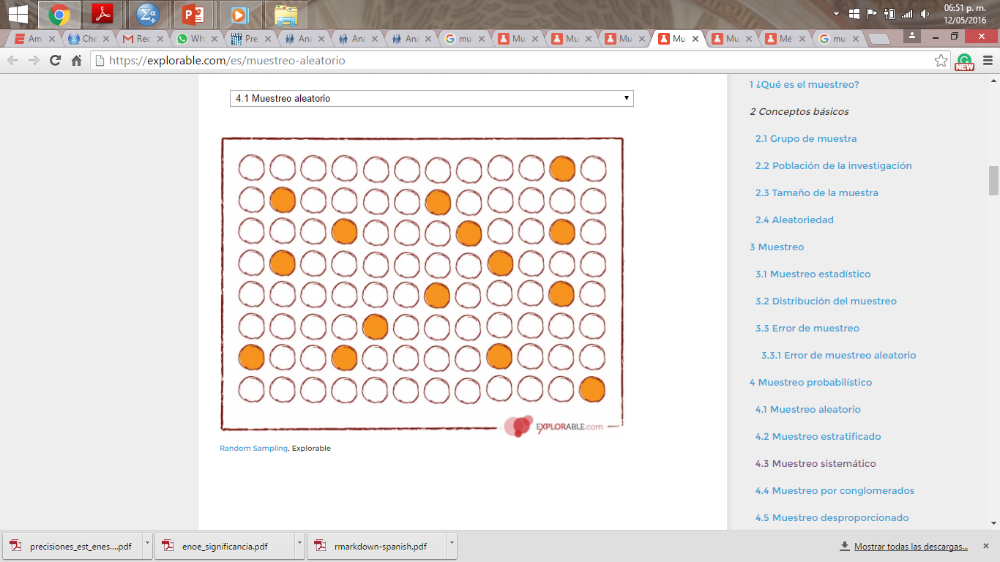 06:51 p. m.
12/05/2016
Am
Che
Rec
Wha
Pre
Ana
Ana
Ana
mu
Mu
Mu
Mu
Mu
Mu
Mé
mu
https://explorable.com/es/muestreo-aleatorio
NEW
4.1 Muestreo aleatorio
EXPLORABLE.com
Random Sampling, Explorable
1 ¿Qué es el muestreo?
2 Conceptos básicos
2.1 Grupo de muestra
2.2 Población de la investigación
2.3 Tamaño de la muestra
2.4 Aleatoriedad
3 Muestreo
3.1 Muestreo estadístico
3.2 Distribución del muestreo
3.3 Error de muestreo
3.3.1 Error de muestreo aleatorio
4 Muestreo probabilístico
4.1 Muestreo aleatorio
4.2 Muestreo estratificado
4.3 Muestreo sistemático
4.4 Muestreo por conglomerados
4.5 Muestreo desproporcionado
precisiones_est_enes....pdf
enoe_significancia.pdf
rmarkdown-spanish.pdf
Mostrar todas las descargas...